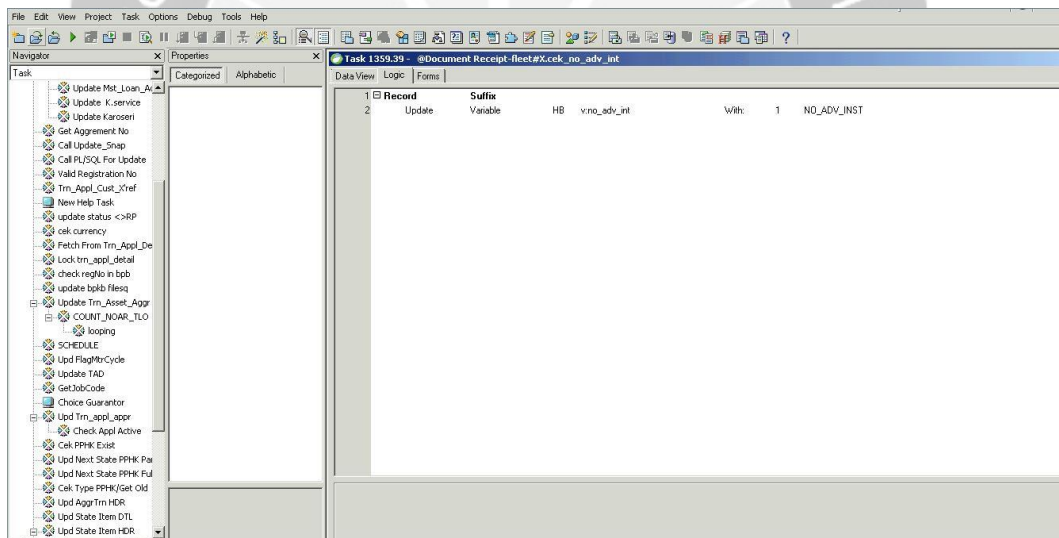 File Edit View Project Task Options Debug Tools Help
Navigator
Task
Update Mst_Loan_Ac
Update K.service
Update Karoseri
Get Aggrement No
Call Update_Snap
Call PL/SQL For Update
Valid Registration No
Trn_Appl_Cust_X'ref
New Help Task
update status <>RP
cek currency
Fetch From Trn_Appl_De
Lock trn_appl_detail
check regNo in bpb
update bpkb filesq
Update Trn_Asset_Aggr
COUNT_NOAR_TLO
looping
SCHEDULE
Upd FlagMtrCycle
Update TAD
GetJobCode
Choice Guarantor
Upd Trn_appl_appr
Check Appl Active
Cek PPHK Exist
Upd Next State PPHK Par
Upd Next State PPHK Ful
Cek Type PPHK/Get Old
Upd AggrTrn HDR
Upd State Item DTL
Upd State Item HDR
Properties
Categorized Alphabetic
Task 1359.39 - @Document Receipt-fleet#X.cek_no_adv_int
Data View Logic Forms
1 Record Suffix
2 Update Variable HB v:no_adv_int With: 1 NO_ADV_INST